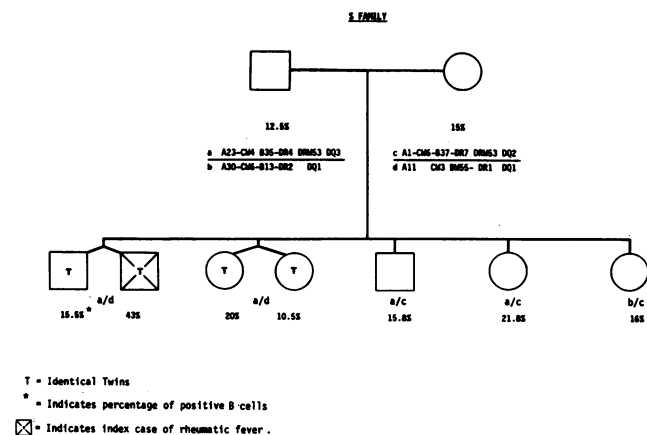 S FAMILY
12.5% 15%
a A23-CW4 B35-DR4 DRW53 DQ3 c A1-CW6-B37-DR7 DRW53 DQ2
b A30-CW6-B13-DR2 DQ1 d A11 CW3 BW55- DR1 DQ1
T T T T
a/d a/d a/c a/c b/c
15.5% * 43% 20% 10.5% 15.8% 21.8% 16%
T = Identical Twins
* = Indicates percentage of positive B cells
= Indicates index case of rheumatic fever.